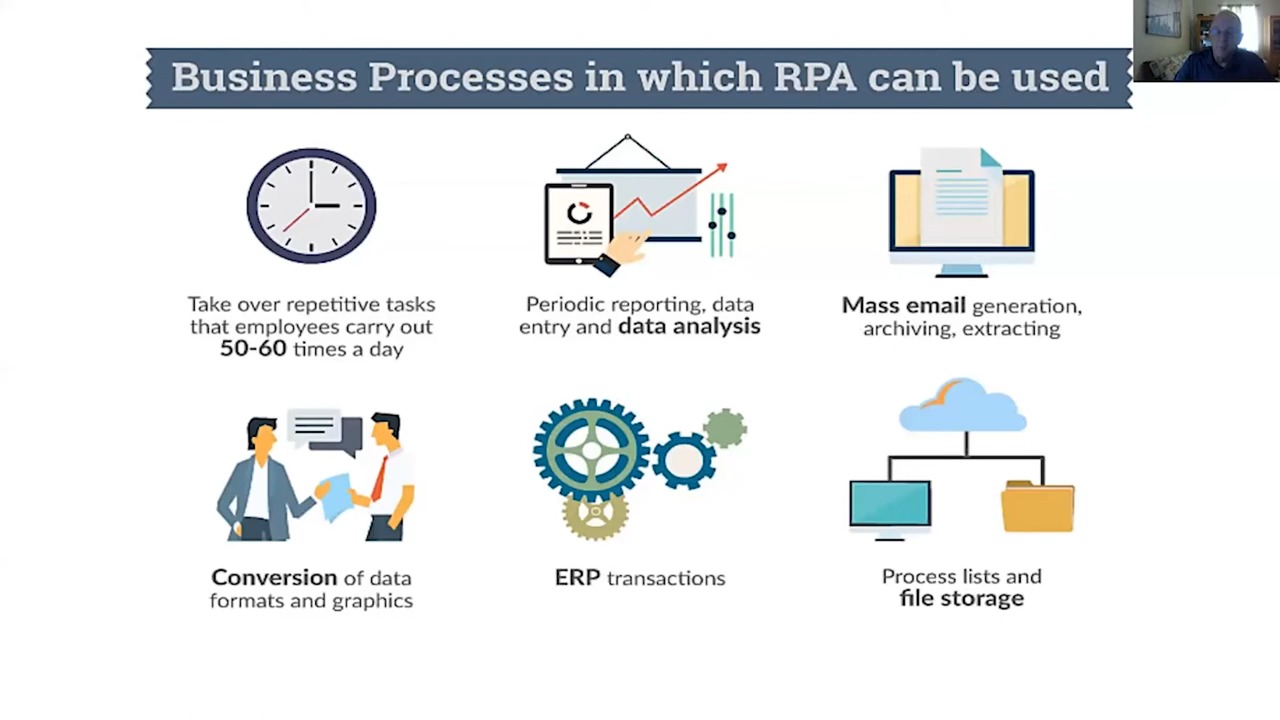 Business Processes in which RPA can be used
Take over repetitive tasks
that employees carry out
50-60 times a day
Periodic reporting, data
entry and data analysis
Mass email generation,
archiving, extracting
Conversion of data
formats and graphics
ERP transactions
Process lists and
file storage